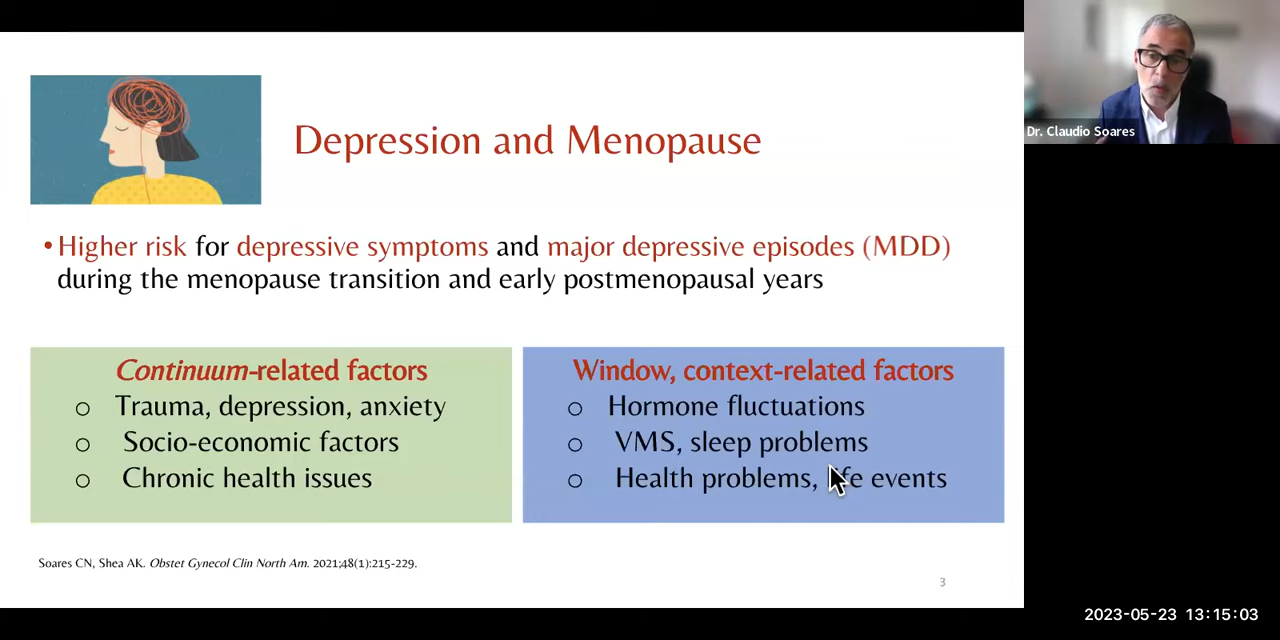 Dr. Claudio Soares
Depression and Menopause
•Higher risk for depressive symptoms and major depressive episodes (MDD)
during the menopause transition and early postmenopausal years
Continuum-related factors
o Trauma, depression, anxiety
o Socio-economic factors
o Chronic health issues
Window, context-related factors
o Hormone fluctuations
o VMS, sleep problems
o Health problems, life events
Soares CN, Shea AK. Obstet Gynecol Clin North Am. 2021;48(1):215-229.
3
2023-05-23 13:15:03